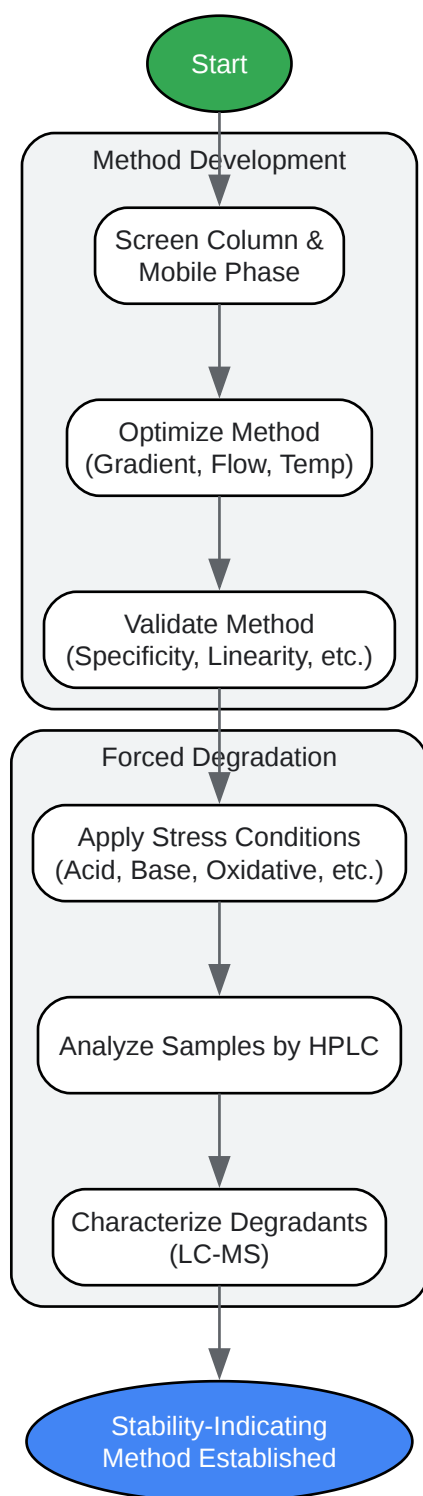 Start
Method Development
Screen Column &
Mobile Phase
Optimize Method
(Gradient, Flow, Temp)
Validate Method
(Specificity, Linearity, etc.)
Forced Degradation
Apply Stress Conditions
(Acid, Base, Oxidative, etc.)
Analyze Samples by HPLC
Characterize Degradants
(LC-MS)
Stability-Indicating
Method Established